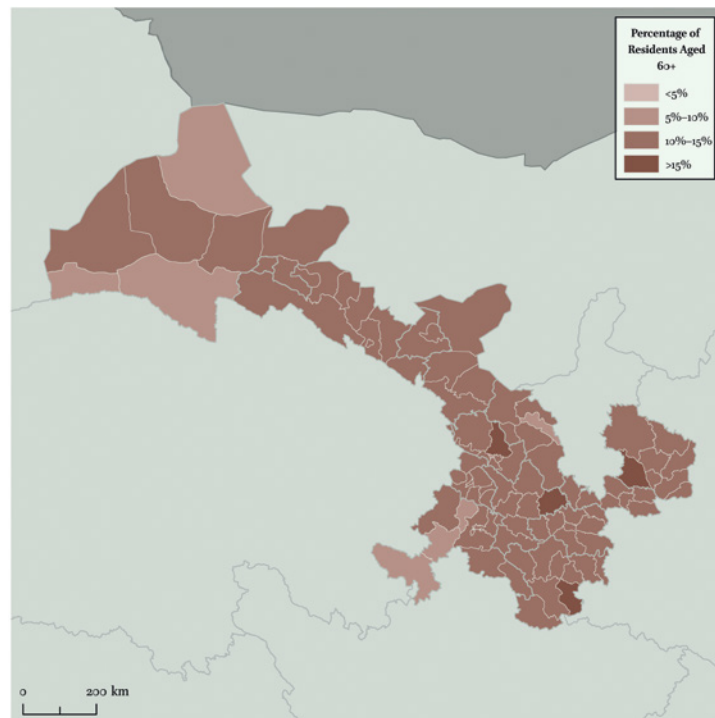 Percentage of
Residents Aged
60+
<5%
5%–10%
10%–15%
>15%
0 200 km